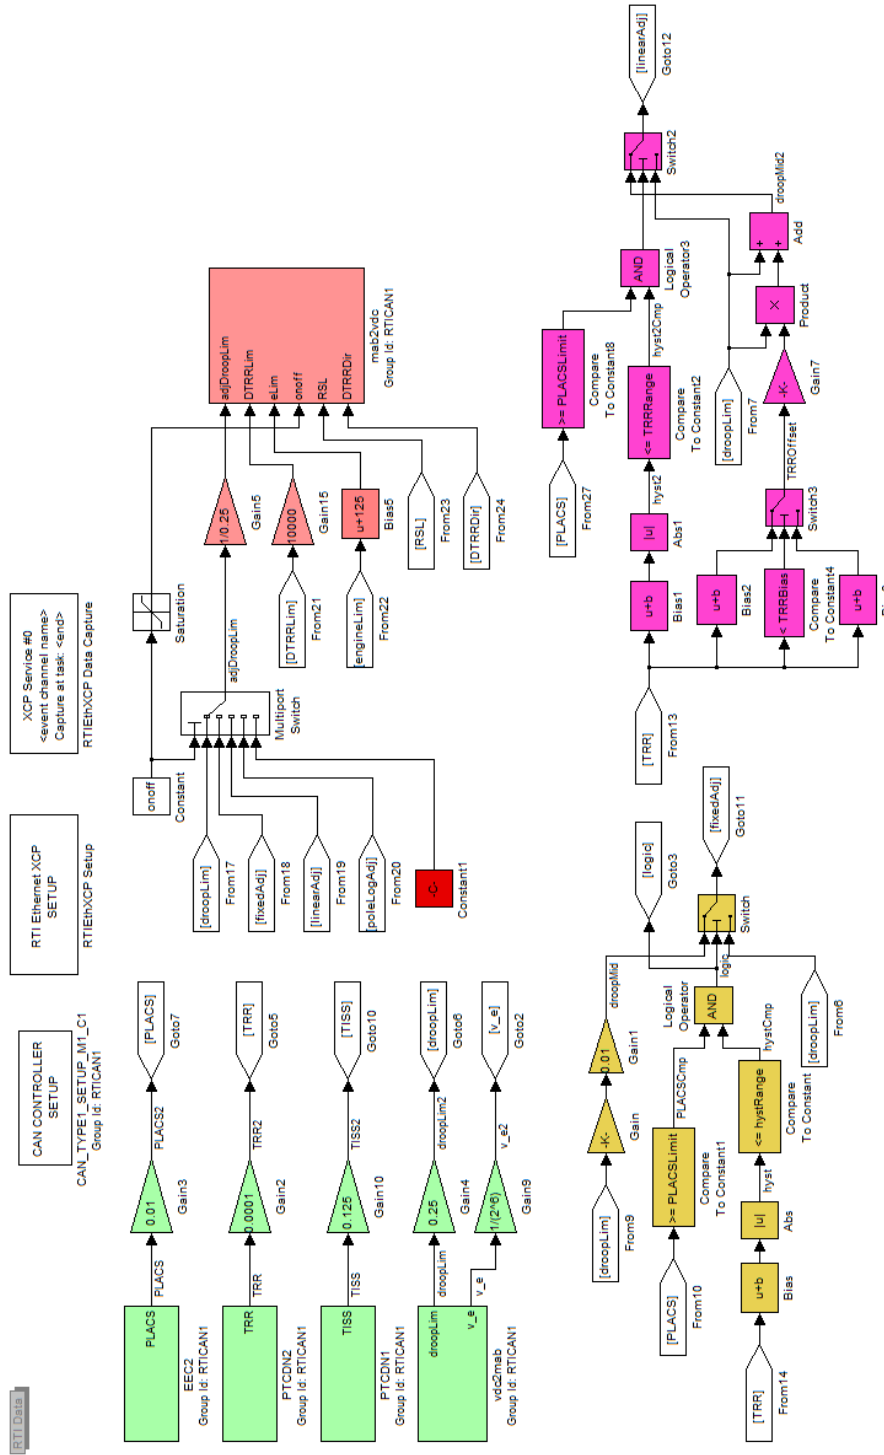 RTI Data
CAN CONTROLLER
SETUP
CAN_TYPE1_SETUP_M1_C1
Group Id: RTICAN1
RTI Ethernet XCP
SETUP
RTIEthXCP Setup
XCP Service #0
<event channel name>
Capture at task: <end>
RTIEthXCP Data Capture
PLACS
EEC2
Group Id: RTICAN1
PLACS
0.01
Gain3
PLACS2
[PLACS]
Goto7
TRR
PTCDN2
Group Id: RTICAN1
TRR
0.0001
Gain2
TRR2
[TRR]
Goto5
TISS
PTCDN1
Group Id: RTICAN1
TISS
0.125
Gain10
TISS2
[TISS]
Goto10
droopLim
v_e
vdc2mab
Group Id: RTICAN1
droopLim
0.25
Gain4
droopLim2
[droopLim]
Goto6
v_e
1/(2^6)
Gain9
v_e2
[v_e]
Goto2
onoff
Constant
Saturation
[droopLim]
From17
[fixedAdj]
From18
[linearAdj]
From19
[poleLogAdj]
From20
-C-
Constant1
Multiport
Switch
adjDroopLim
1/0.25
Gain5
[DTRRLim]
From21
10000
Gain15
[engineLim]
From22
u+125
Bias5
[RSL]
From23
[DTRRDir]
From24
adjDroopLim
DTRRLim
eLim
onoff
RSL
DTRRDir
mab2vdc
Group Id: RTICAN1
[droopLim]
From9
-K-
Gain
0.01
Gain1
droopMid
[PLACS]
From10
>= PLACSLimit
Compare
To Constant1
PLACSCmp
[TRR]
From14
u+b
Bias
|u|
Abs
hyst
<= hystRange
Compare
To Constant
hystCmp
Logical
Operator
AND
logic
[logic]
Goto3
[droopLim]
From6
Switch
[fixedAdj]
Goto11
[TRR]
From13
u+b
Bias1
|u|
Abs1
hyst2
<= TRRRange
Compare
To Constant2
hyst2Cmp
[PLACS]
From27
>= PLACSLimit
Compare
To Constant8
AND
Logical
Operator3
u+b
Bias2
< TRRBias
Compare
To Constant4
u+b
Switch3
TRROffset
-K-
Gain7
[droopLim]
From7
X
Product
+
+
Add
droopMid2
Switch2
[linearAdj]
Goto12